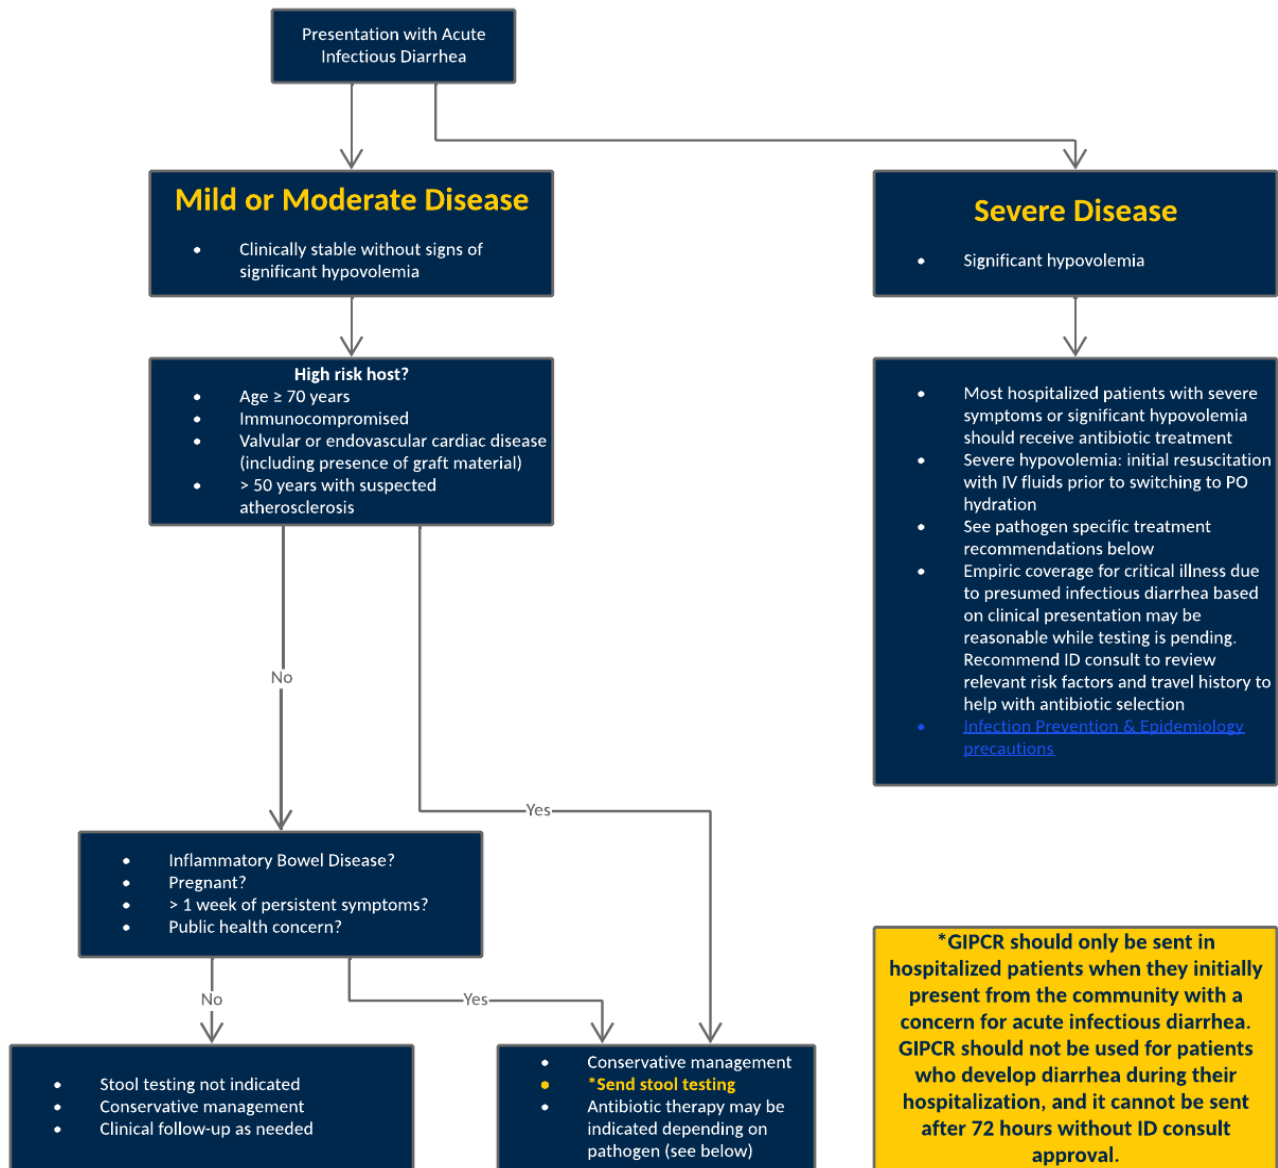 Presentation with Acute
Infectious Diarrhea
Mild or Moderate Disease
• Clinically stable without signs of
significant hypovolemia
Severe Disease
• Significant hypovolemia
High risk host?
• Age ≥ 70 years
• Immunocompromised
• Valvular or endovascular cardiac disease
(including presence of graft material)
• > 50 years with suspected
atherosclerosis
• Most hospitalized patients with severe
symptoms or significant hypovolemia
should receive antibiotic treatment
• Severe hypovolemia: initial resuscitation
with IV fluids prior to switching to PO
hydration
• See pathogen specific treatment
recommendations below
• Empiric coverage for critical illness due
to presumed infectious diarrhea based
on clinical presentation may be
reasonable while testing is pending.
Recommend ID consult to review
relevant risk factors and travel history to
help with antibiotic selection
• Infection Prevention & Epidemiology
precautions
No
Yes
• Inflammatory Bowel Disease?
• Pregnant?
• > 1 week of persistent symptoms?
• Public health concern?
No
Yes
• Stool testing not indicated
• Conservative management
• Clinical follow-up as needed
• Conservative management
• *Send stool testing
• Antibiotic therapy may be
indicated depending on
pathogen (see below)
*GIPCR should only be sent in
hospitalized patients when they initially
present from the community with a
concern for acute infectious diarrhea.
GIPCR should not be used for patients
who develop diarrhea during their
hospitalization, and it cannot be sent
after 72 hours without ID consult
approval.